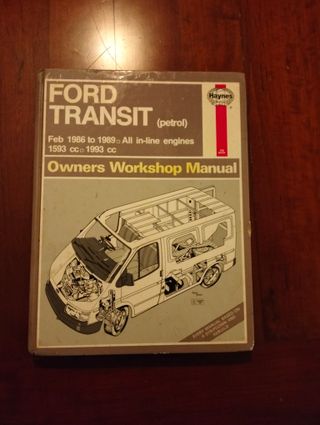 FORD
TRANSIT (petrol)
Haynes
Feb 1986 to 1989 □ All in-line engines
1593 cc □ 1993 cc
Owners Workshop Manual